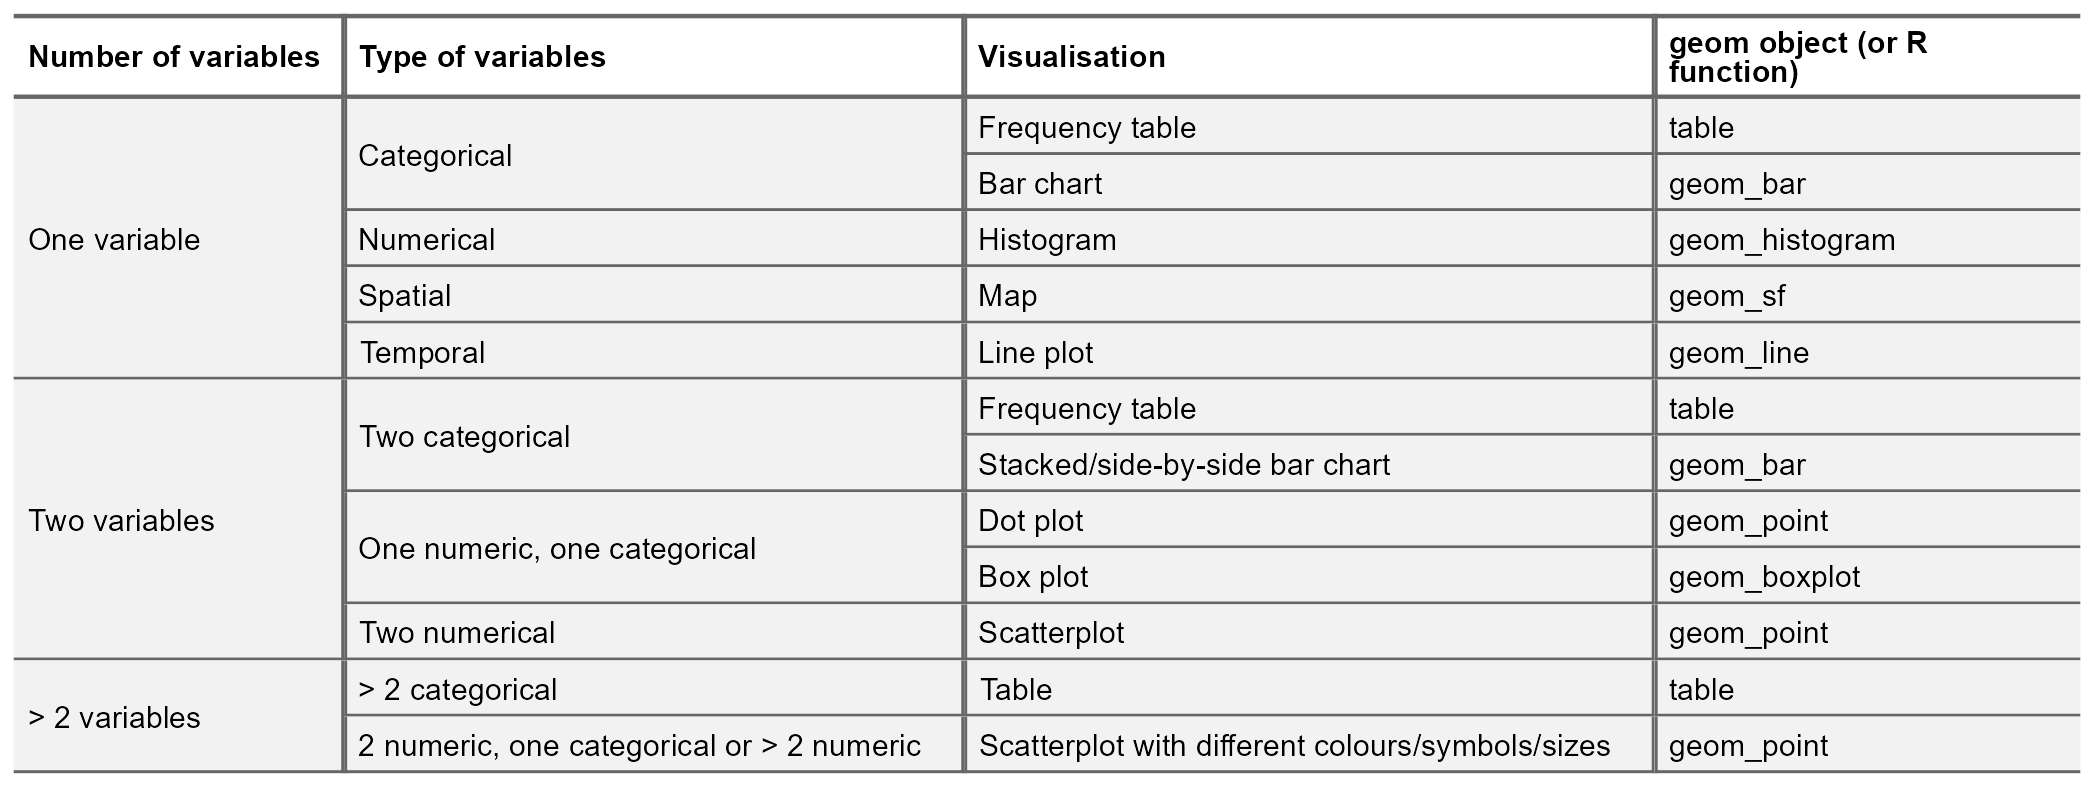 Number of variables Type of variables Visualisation geom object (or R
function)
One variable Categorical Frequency table table
Bar chart geom_bar
Numerical Histogram geom_histogram
Spatial Map geom_sf
Temporal Line plot geom_line
Two variables Two categorical Frequency table table
Stacked/side-by-side bar chart geom_bar
One numeric, one categorical Dot plot geom_point
Box plot geom_boxplot
Two numerical Scatterplot geom_point
> 2 variables > 2 categorical Table table
2 numeric, one categorical or > 2 numeric Scatterplot with different colours/symbols/sizes geom_point